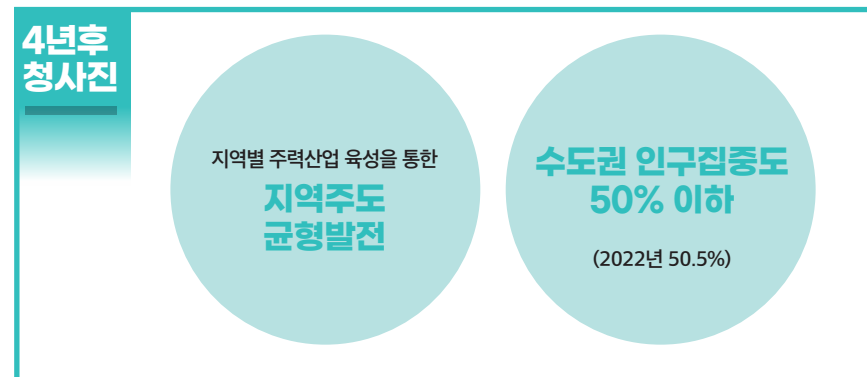 4년후
청사진
지역별 주력산업 육성을 통한
지역주도
균형발전
수도권 인구집중도
50% 이하
(2022년 50.5%)